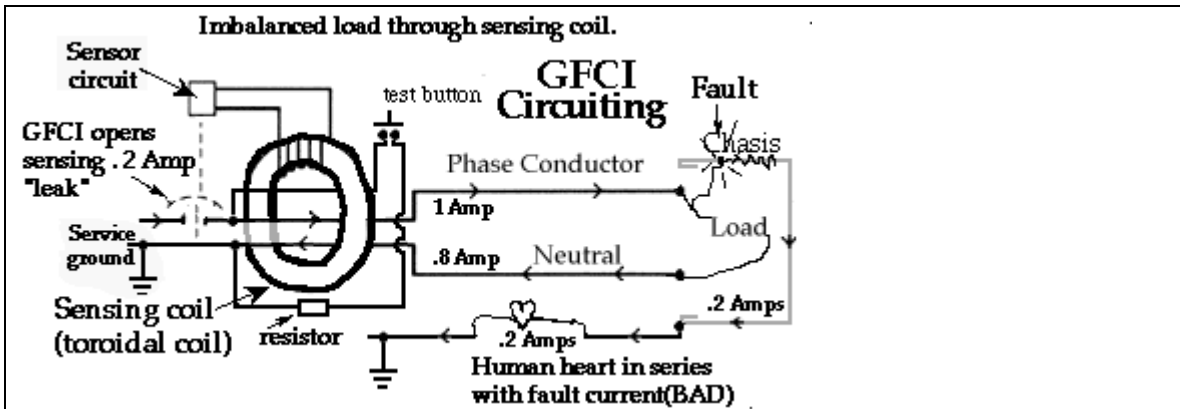 Imbalanced load through sensing coil.
Sensor
circuit
test button
GFCI
Circuiting
Fault
Chasis
GFCI opens
sensing .2 Amp
"leak"
Phase Conductor
1 Amp
Load
Service
ground
.8 Amp
Neutral
Sensing coil
(toroidal coil)
resistor
.2 Amps
.2 Amps
Human heart in series
with fault current(BAD)